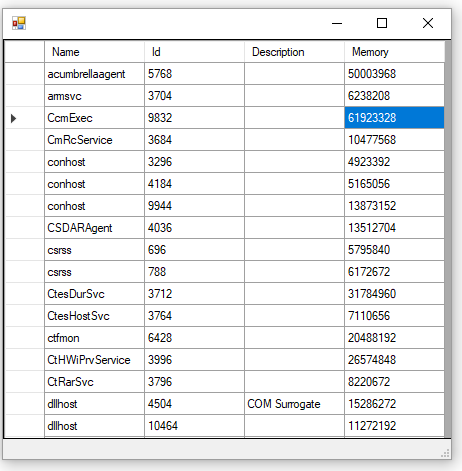 Name Id Description Memory
acumbrellaagent 5768 50003968
armsvc 3704 6238208
CcmExec 9832 61923328
CmRcService 3684 10477568
conhost 3296 4923392
conhost 4184 5165056
conhost 9944 13873152
CSDARAgent 4036 13512704
csrss 696 5795840
csrss 788 6172672
CtesDurSvc 3712 31784960
CtesHostSvc 3764 7110656
ctfmon 6428 20488192
CtHWiPrvService 3996 26574848
CtRarSvc 3796 8220672
dllhost 4504 COM Surrogate 15286272
dllhost 10464 11272192